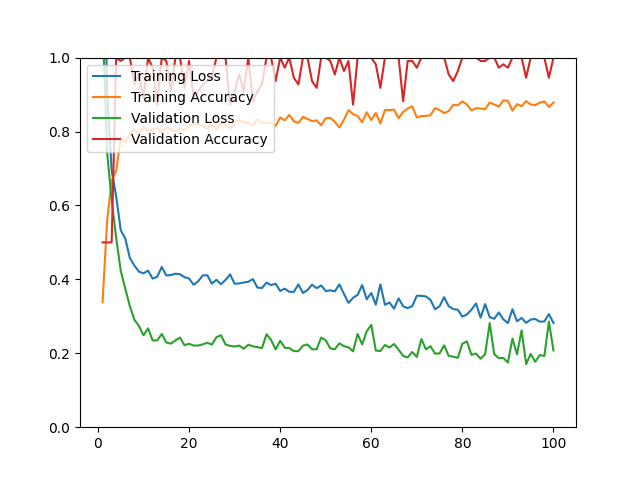 1.0
0.8
0.6
0.4
0.2
0.0
Training Loss
Training Accuracy
Validation Loss
Validation Accuracy
0 20 40 60 80 100